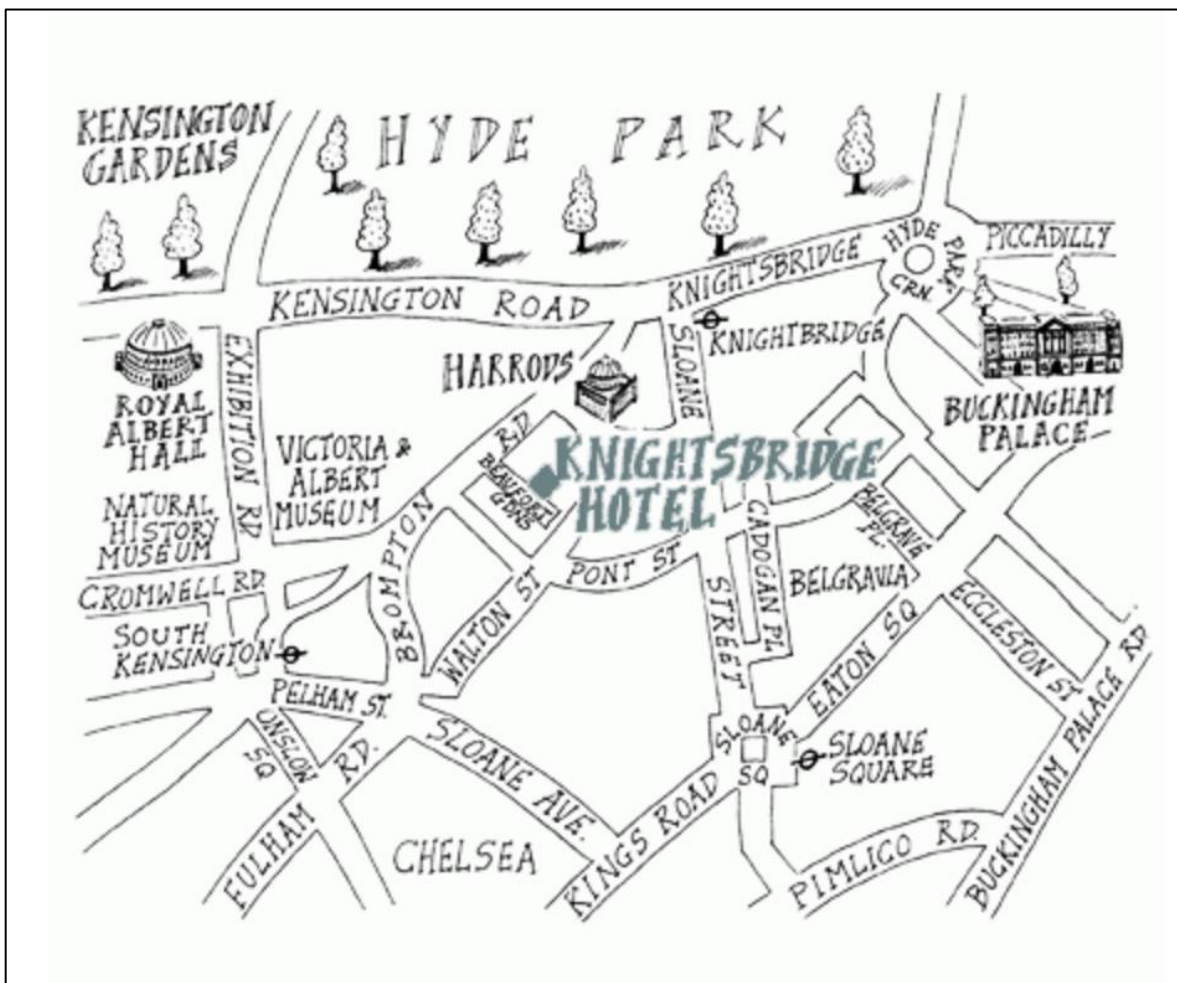 KENSINGTON
GARDENS
HYDE PARK
KENSINGTON ROAD
KNIGHTSBRIDGE
HYDE PARK
CRN.
PICCADILLY
ROYAL
ALBERT
HALL
EXHIBITION RD
HARRODS
SLOANE
KNIGHTBRIDGE
BUCKINGHAM
PALACE
VICTORIA &
ALBERT
MUSEUM
RD
BEAUFORT
GDNS
KNIGHTSBRIDGE
HOTEL
NATURAL
HISTORY
MUSEUM
BROMPTON
CADOGAN PL
BELGRAVE
PL.
BELGRAVIA
CROMWELL RD.
PONT ST
WALTON ST
STREET
SOUTH
KENSINGTON
BROMPTON
EATON SQ
ECCLESTON ST
PELHAM ST.
ONSLOW
SQ
RD.
SLOANE AVE.
SLOANE
SQ
SLOANE
SQUARE
FULHAM
CHELSEA
KINGS ROAD
PIMLICO RD.
BUCKINGHAM PALACE RD